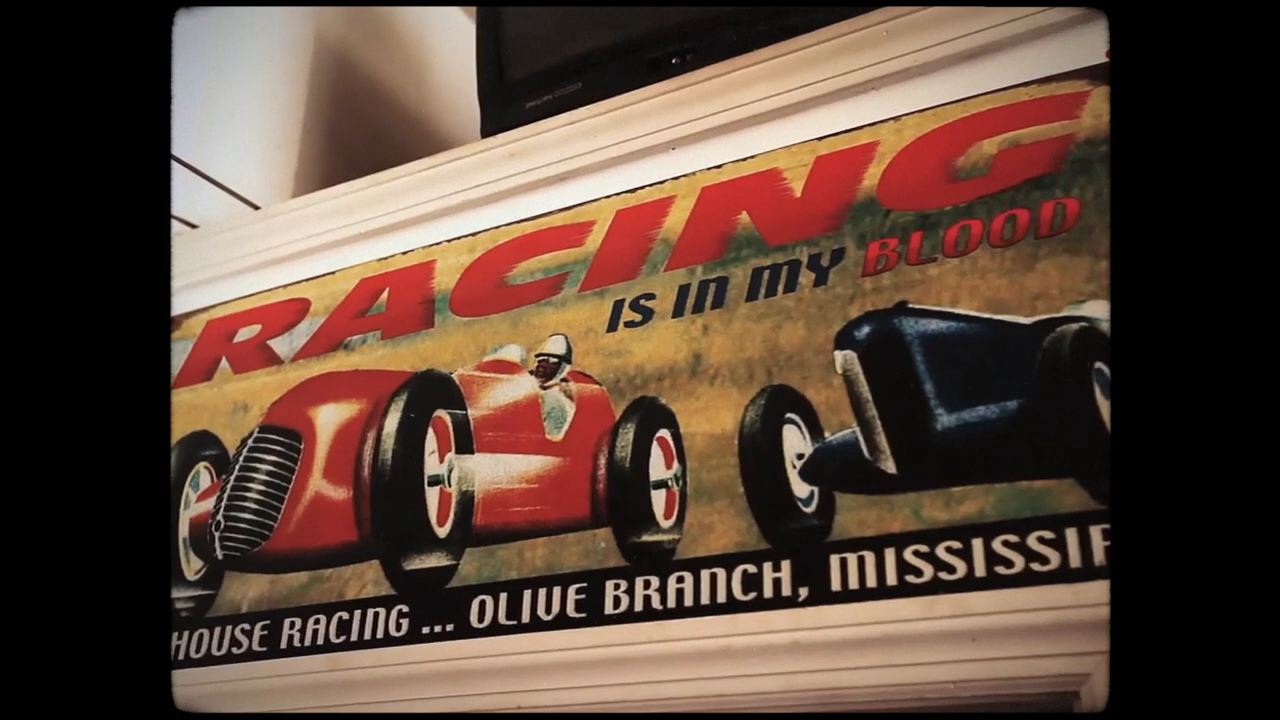 RACING
IS IN MY BLOOD
HOUSE RACING ... OLIVE BRANCH, MISSISSIP